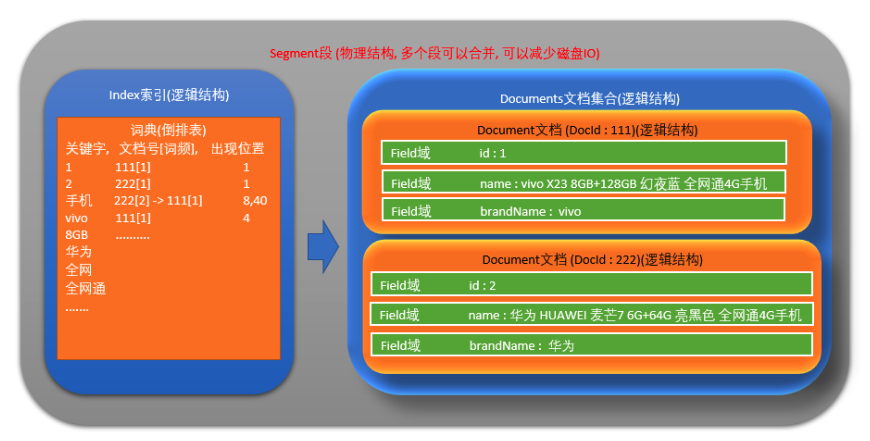 Segment段 (物理结构, 多个段可以合并, 可以减少磁盘IO)
Index索引(逻辑结构)
词典(倒排表)
关键字, 文档号[词频], 出现位置
1 111[1] 1
2 222[1] 1
手机 222[2] -> 111[1] 8,40
vivo 111[1] 4
8GB ..........
华为
全网
全网通
.......
Documents文档集合(逻辑结构)
Document文档 (DocId : 111)(逻辑结构)
Field域 id : 1
Field域 name : vivo X23 8GB+128GB 幻夜蓝 全网通4G手机
Field域 brandName : vivo
Document文档 (DocId : 222)(逻辑结构)
Field域 id : 2
Field域 name : 华为 HUAWEI 麦芒7 6G+64G 亮黑色 全网通4G手机
Field域 brandName : 华为